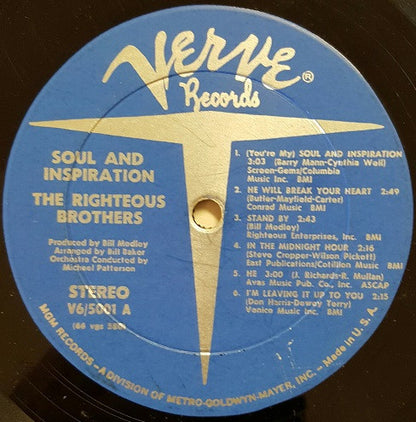 Verve®
Records
SOUL AND
INSPIRATION
THE RIGHTEOUS
BROTHERS
Produced by Bill Medley
Arranged by Bill Baker
Orchestra Conducted by
Michael Patterson
STEREO
V6/5001 A
(66 vgs 380)
1. (You're My) SOUL AND INSPIRATION
3:03 (Barry Mann-Cynthia Weil)
Screen-Gems/Columbia
Music Inc. BMI
2. HE WILL BREAK YOUR HEART 2:49
(Butler-Mayfield-Carter)
Conrad Music BMI
3. STAND BY 2:43
(Bill Medley)
Righteous Enterprises, Inc. BMI
4. IN THE MIDNIGHT HOUR 2:16
(Steve Cropper-Wilson Pickett)
East Publications/Cotillion Music BMI
5. HE 3:00 (J. Richards-R. Mullan)
Avas Music Pub. Co., Inc. ASCAP
6. I'M LEAVING IT UP TO YOU 2:15
(Don Harris-Dewey Terry)
Venice Music Inc. BMI
MGM RECORDS – A DIVISION OF METRO-GOLDWYN-MAYER, INC. – Made in U.S.A.